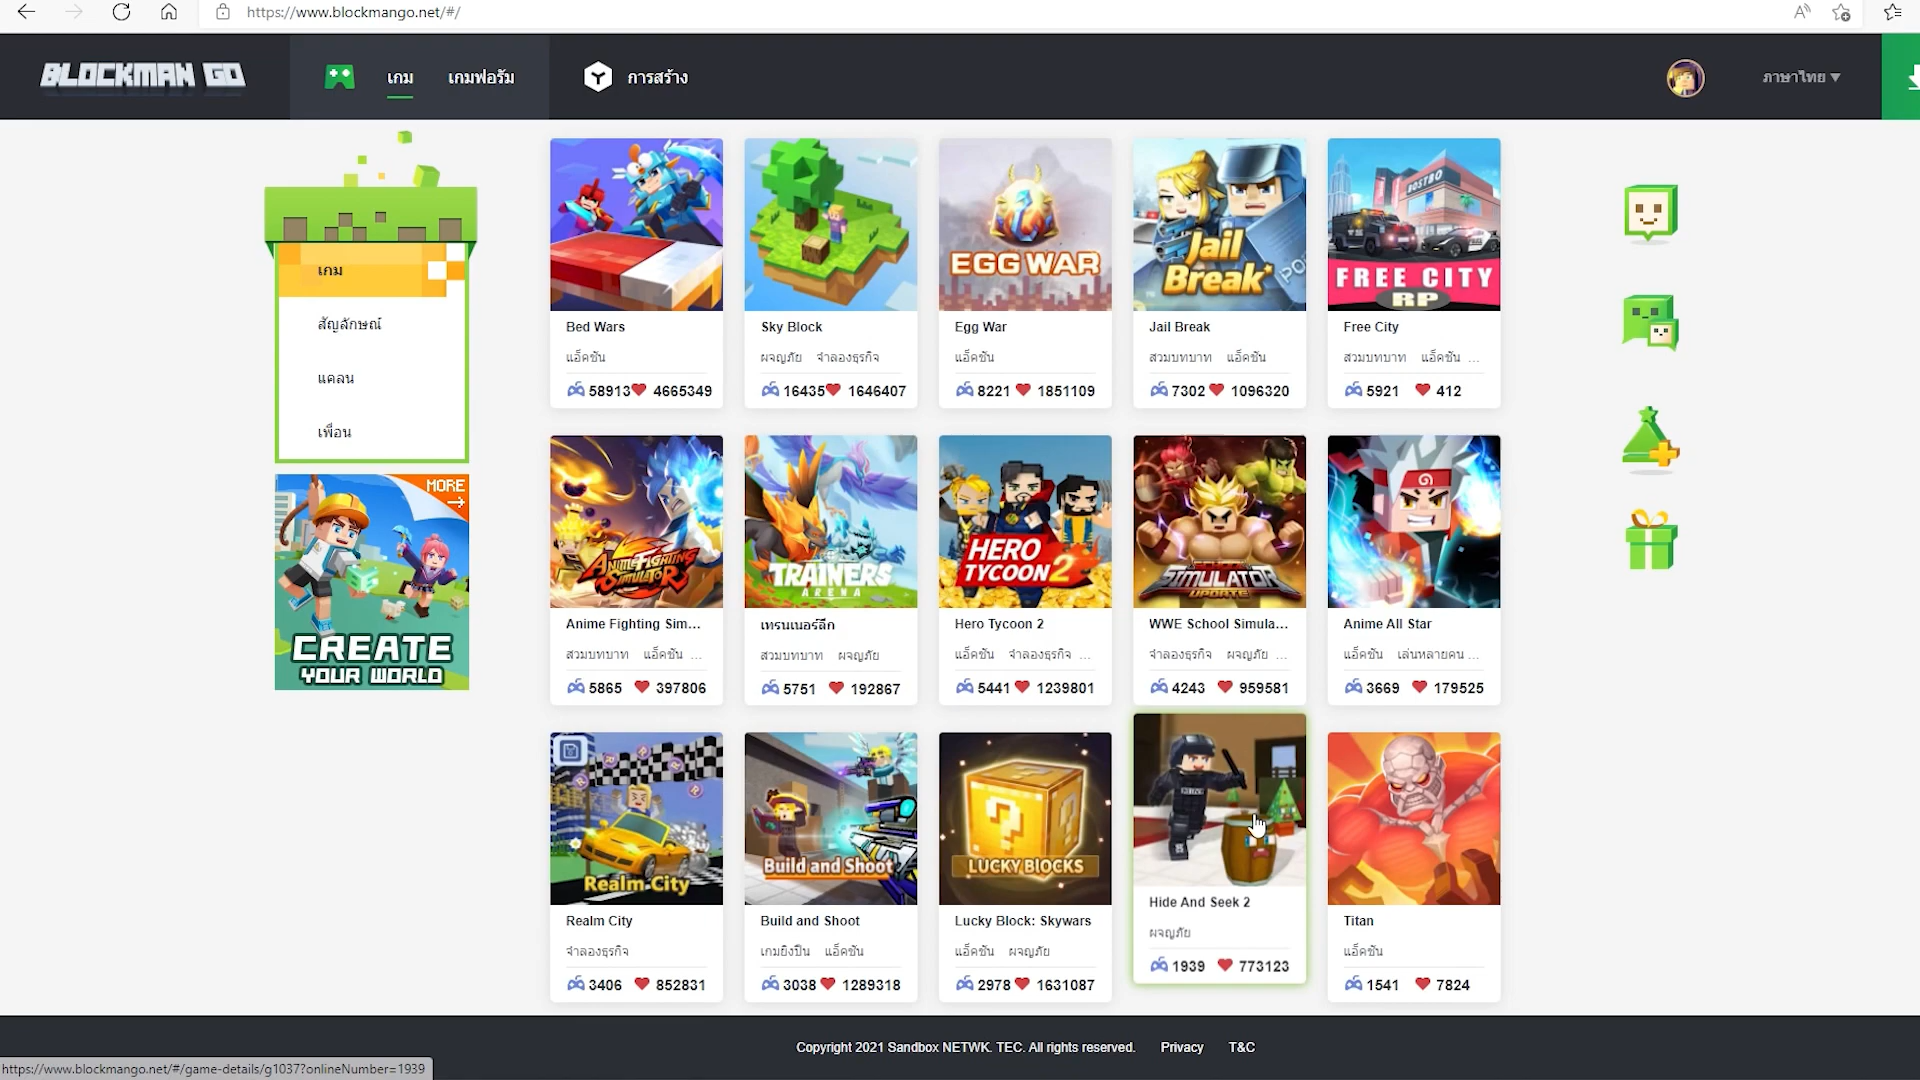 https://www.blockmango.net/#/
BLOCKMAN GO
เกม
เกมฟอรัม
การสร้าง
ภาษาไทย ▼
เกม
สัญลักษณ์
แคลน
เพื่อน
MORE
CREATE
YOUR WORLD
EGG WAR
Jail
Break
ROSTBO
FREE CITY
RP
Bed Wars
Sky Block
Egg War
Jail Break
Free City
แอ็คชัน
ผจญภัย จำลองธุรกิจ
แอ็คชัน
สวมบทบาท แอ็คชัน
สวมบทบาท แอ็คชัน ...
58913 4665349
16435 1646407
8221 1851109
7302 1096320
5921 412
ANIME FIGHTING
SIMULATOR
TRAINERS
ARENA
HERO
TYCOON 2
SCHOOL
SIMULATOR
UPDATE
Anime Fighting Sim...
เทรนเนอร์ลีก
Hero Tycoon 2
WWE School Simula...
Anime All Star
สวมบทบาท แอ็คชัน ...
สวมบทบาท ผจญภัย
แอ็คชัน จำลองธุรกิจ ...
จำลองธุรกิจ ผจญภัย ...
แอ็คชัน เล่นหลายคน ...
5865 397806
5751 192867
5441 1239801
4243 959581
3669 179525
Realm City
Build and Shoot
LUCKY BLOCKS
Realm City
Build and Shoot
Lucky Block: Skywars
Hide And Seek 2
Titan
จำลองธุรกิจ
เกมยิงปืน แอ็คชัน
แอ็คชัน ผจญภัย
ผจญภัย
แอ็คชัน
3406 852831
3038 1289318
2978 1631087
1939 773123
1541 7824
Copyright 2021 Sandbox NETWK. TEC. All rights reserved. Privacy T&C
https://www.blockmango.net/#/game-details/g1037?onlineNumber=1939